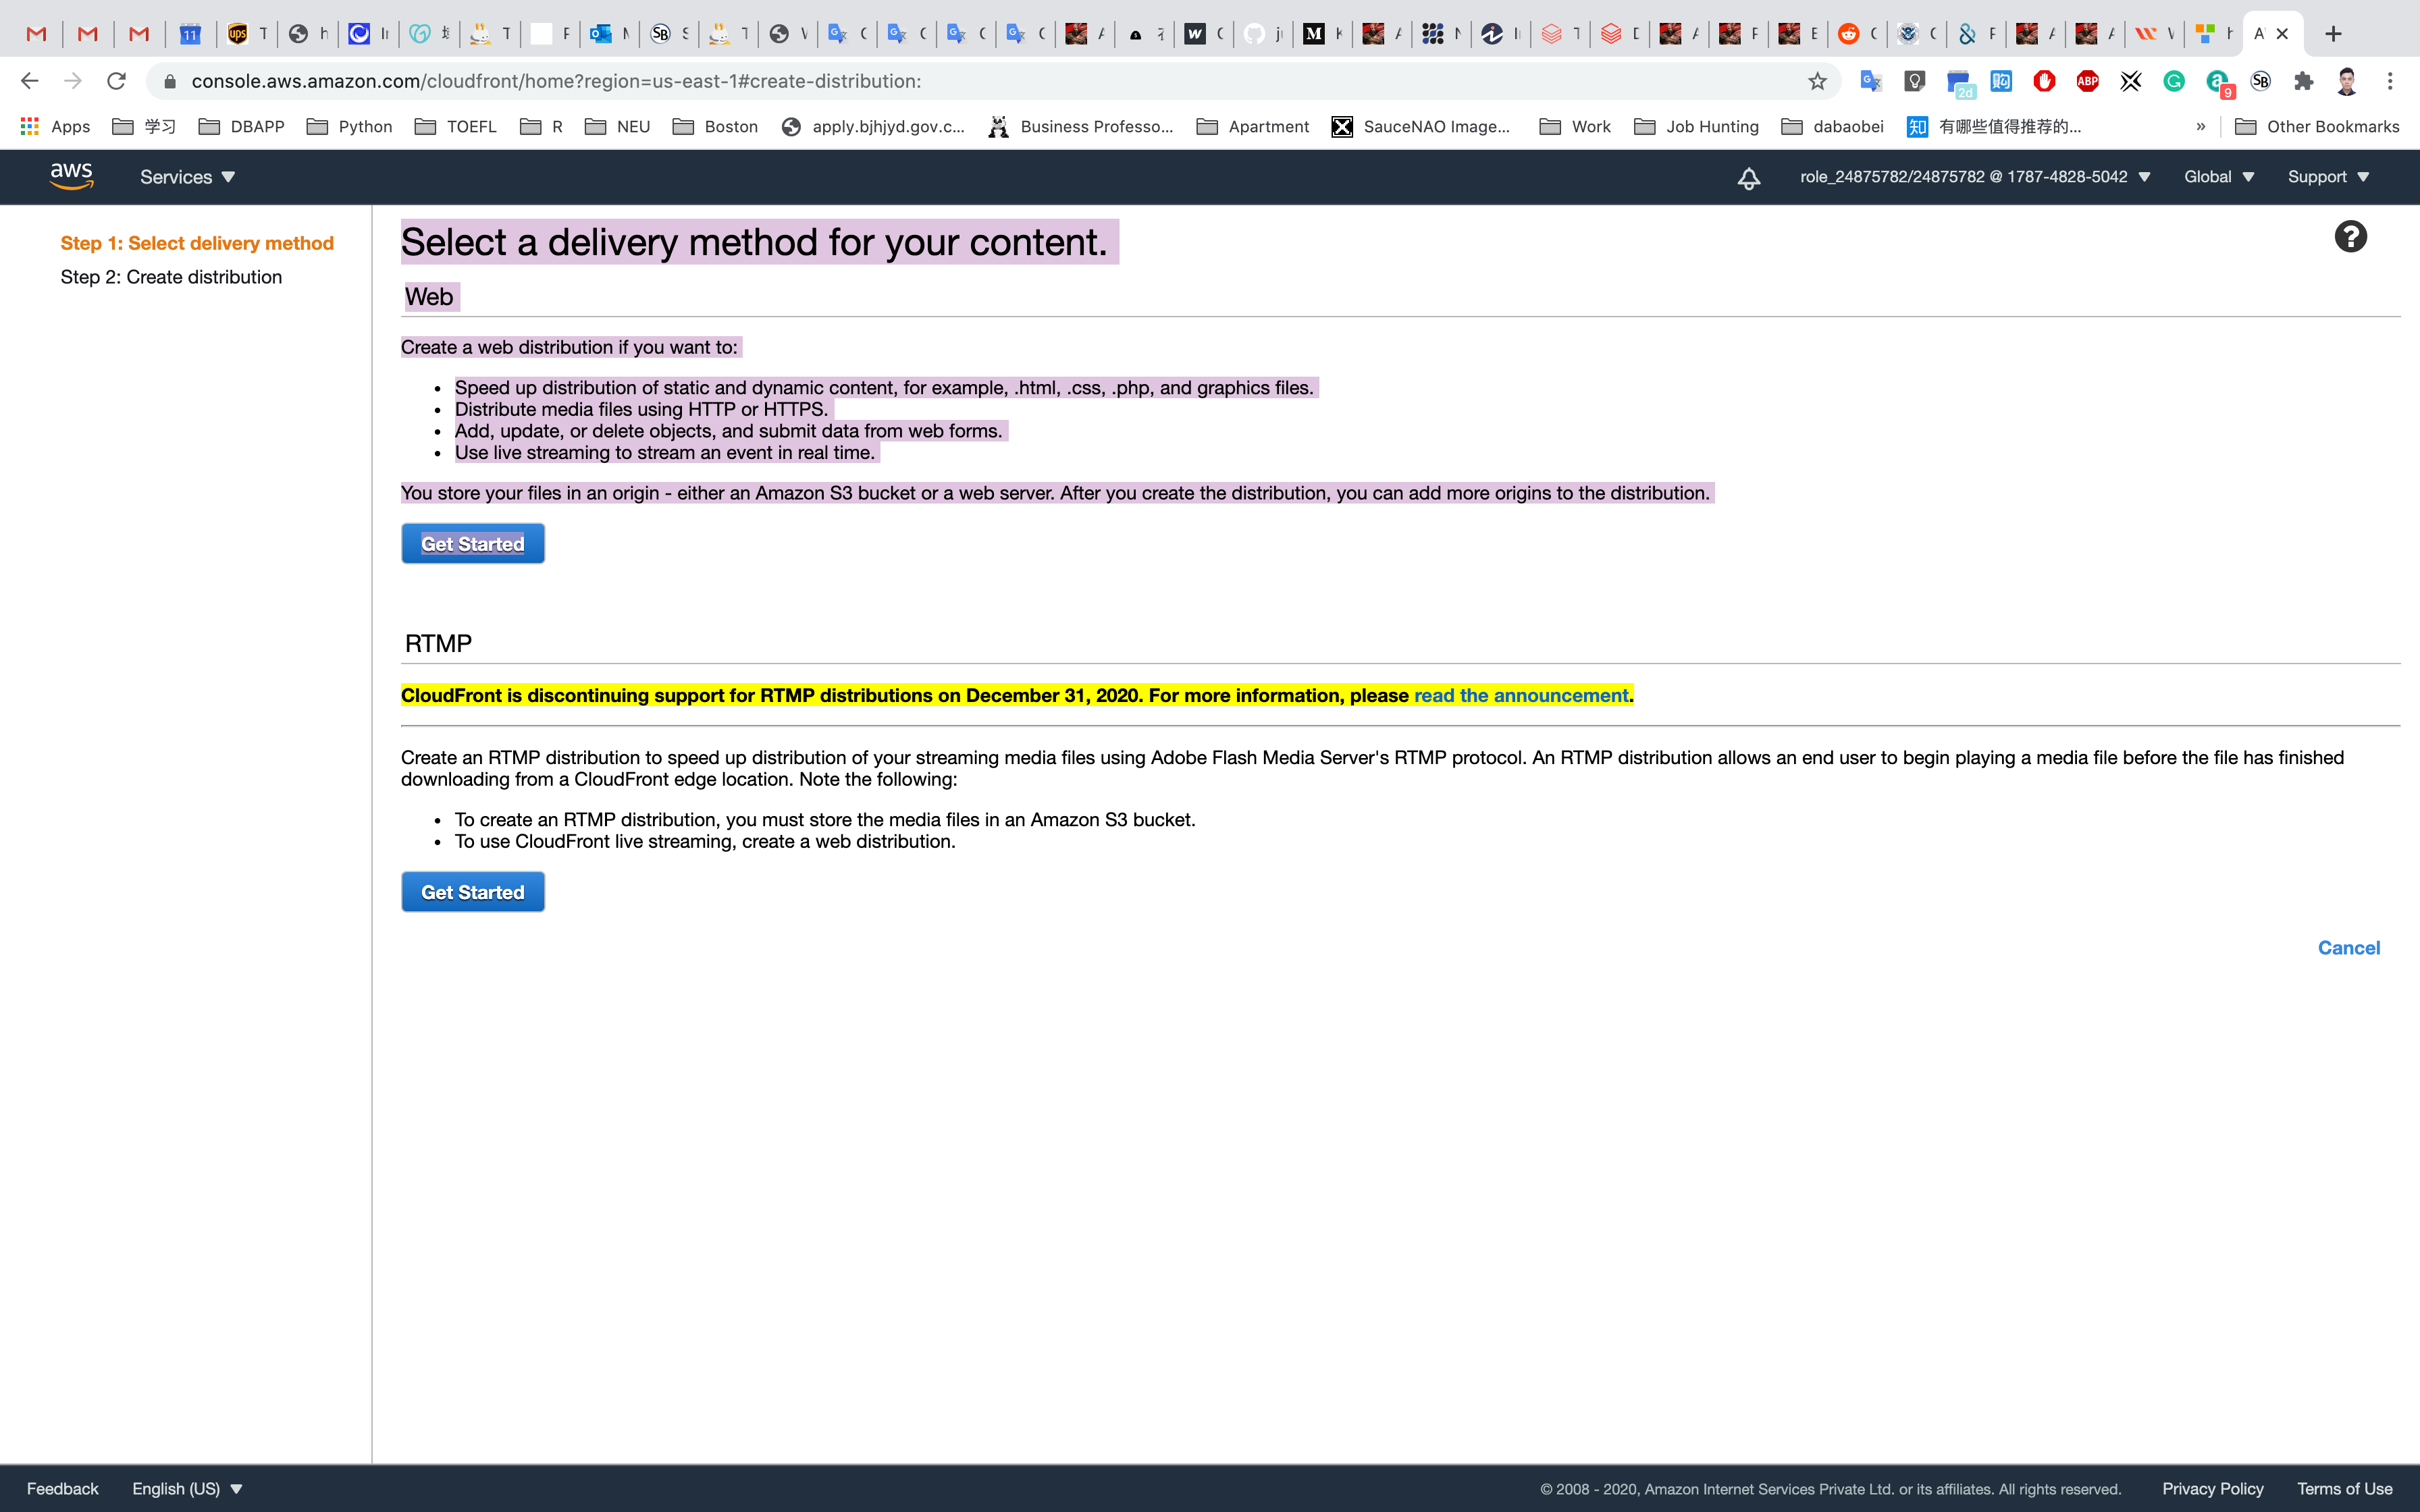 11
console.aws.amazon.com/cloudfront/home?region=us-east-1#create-distribution:
2d
ABP
9
SB
Apps 学习 DBAPP Python TOEFL R NEU Boston apply.bjhjyd.gov.c... Business Professo... Apartment SauceNAO Image... Work Job Hunting dabaobei 有哪些值得推荐的... » Other Bookmarks
aws Services role_24875782/24875782 @ 1787-4828-5042 Global Support
Step 1: Select delivery method
Step 2: Create distribution
Select a delivery method for your content.
Web
Create a web distribution if you want to:
• Speed up distribution of static and dynamic content, for example, .html, .css, .php, and graphics files.
• Distribute media files using HTTP or HTTPS.
• Add, update, or delete objects, and submit data from web forms.
• Use live streaming to stream an event in real time.
You store your files in an origin - either an Amazon S3 bucket or a web server. After you create the distribution, you can add more origins to the distribution.
Get Started
RTMP
CloudFront is discontinuing support for RTMP distributions on December 31, 2020. For more information, please read the announcement.
Create an RTMP distribution to speed up distribution of your streaming media files using Adobe Flash Media Server's RTMP protocol. An RTMP distribution allows an end user to begin playing a media file before the file has finished
downloading from a CloudFront edge location. Note the following:
• To create an RTMP distribution, you must store the media files in an Amazon S3 bucket.
• To use CloudFront live streaming, create a web distribution.
Get Started
Cancel
Feedback English (US) © 2008 - 2020, Amazon Internet Services Private Ltd. or its affiliates. All rights reserved. Privacy Policy Terms of Use